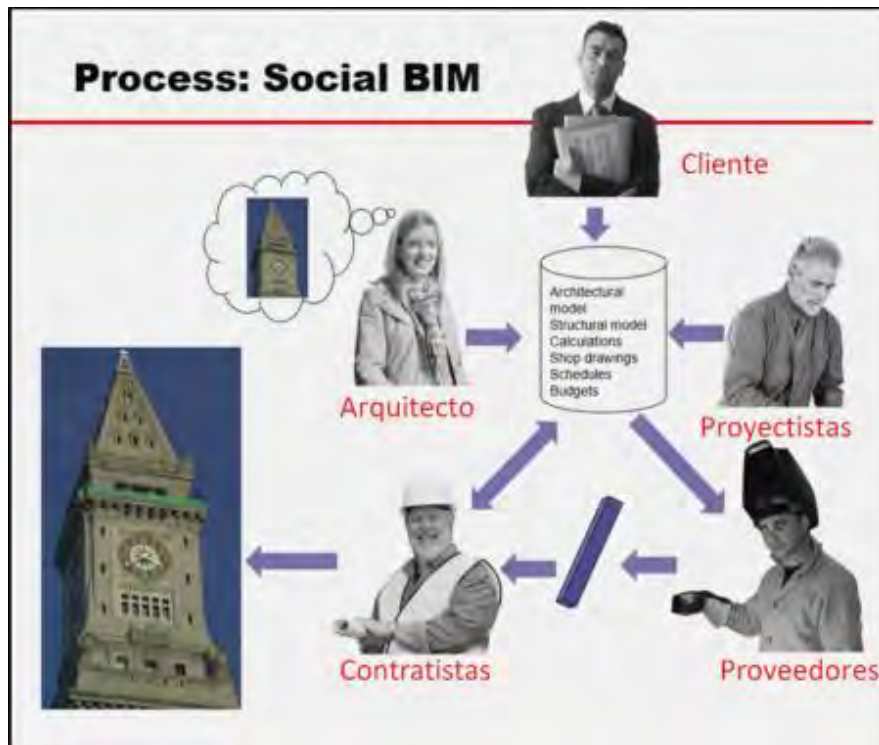 Process: Social BIM
Cliente
Architectural
model
Structural model
Calculations
Shop drawings
Schedules
Budgets
Arquitecto
Proyectistas
Contratistas
Proveedores